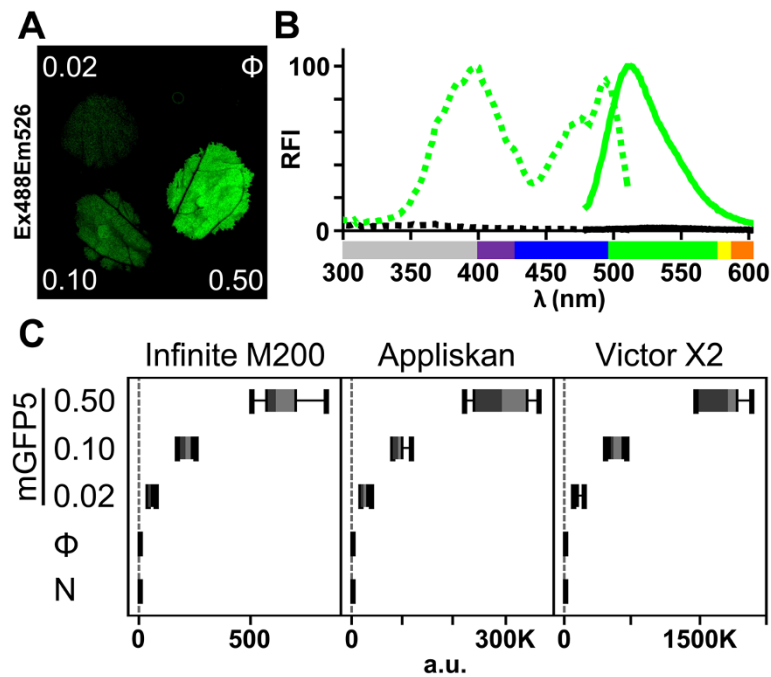 A
0.02
Φ
Ex488Em526
0.10
0.50
B
100
RFI
0
300 350 400 450 500 550 600
λ (nm)
C
Infinite M200 Appliskan Victor X2
mGFP5
0.50
0.10
0.02
Φ
N
0 500 0 300K 0 1500K
a.u.